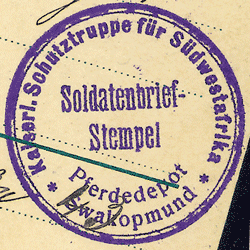 Kaiserl. Schutztruppe für Südwestafrika
Soldatenbrief-
Stempel
* Pferdedepot *
Swakopmund